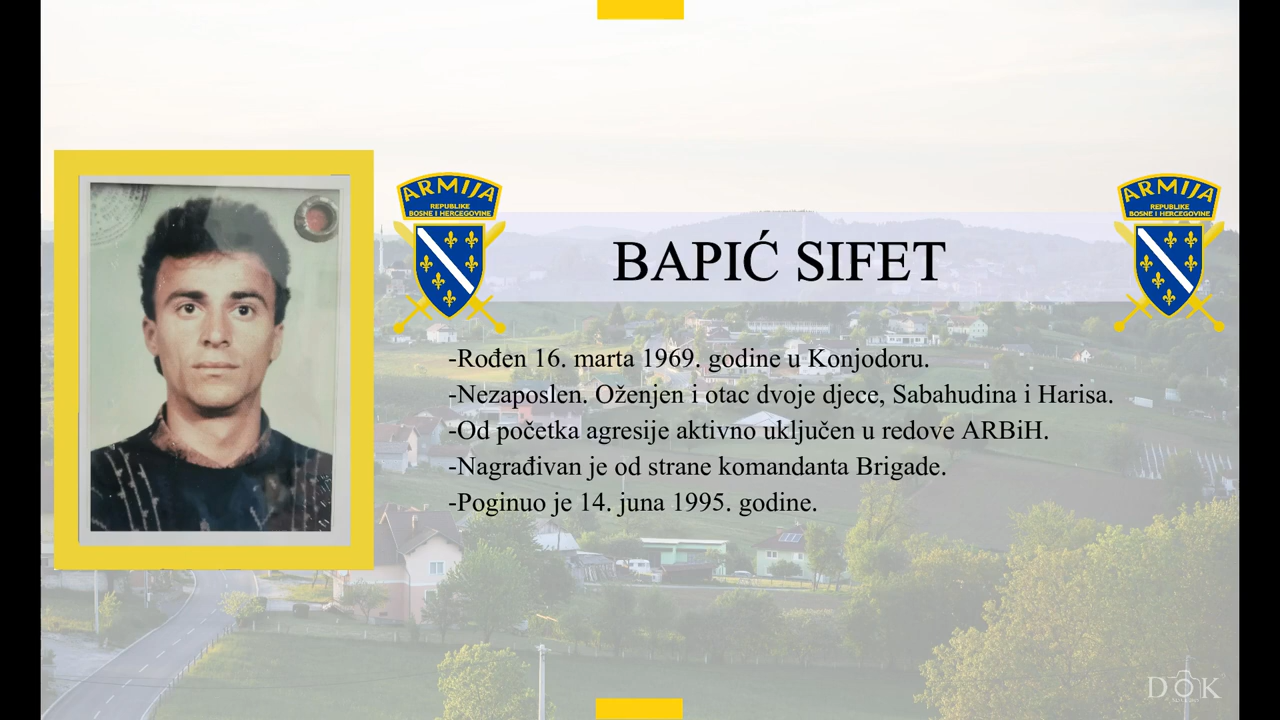 ARMIJA
REPUBLIKE
BOSNE I HERCEGOVINE
ARMIJA
REPUBLIKE
BOSNE I HERCEGOVINE
BAPIĆ SIFET
-Rođen 16. marta 1969. godine u Konjodoru.
-Nezaposlen. Oženjen i otac dvoje djece, Sabahudina i Harisa.
-Od početka agresije aktivno uključen u redove ARBiH.
-Nagrađivan je od strane komandanta Brigade.
-Poginuo je 14. juna 1995. godine.
DOK